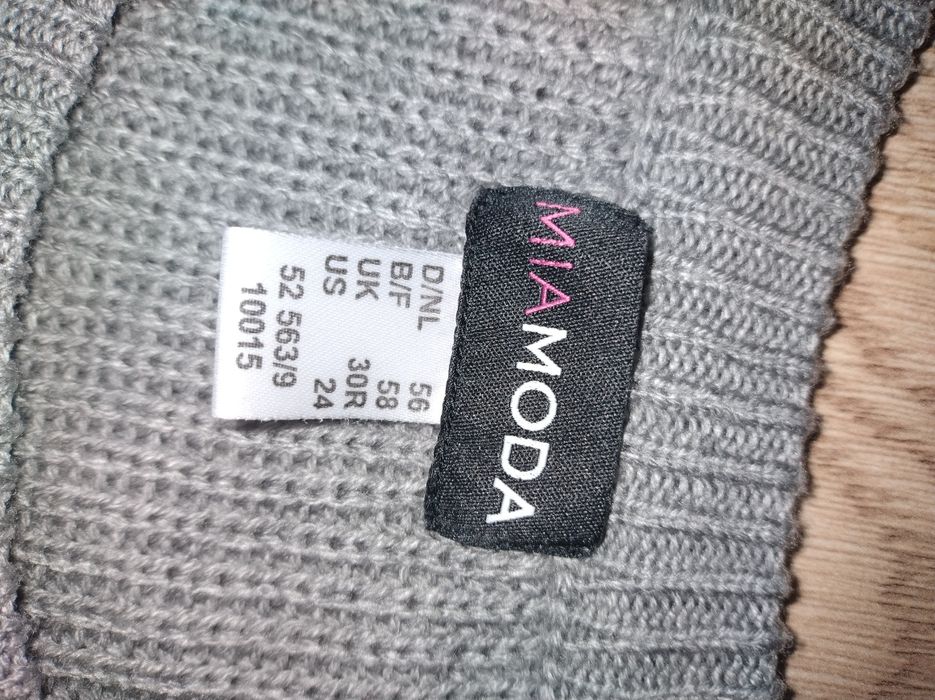 MIAMODA
D/NL 56
B/F 58
UK 30R
US 24
52 563/9
10015